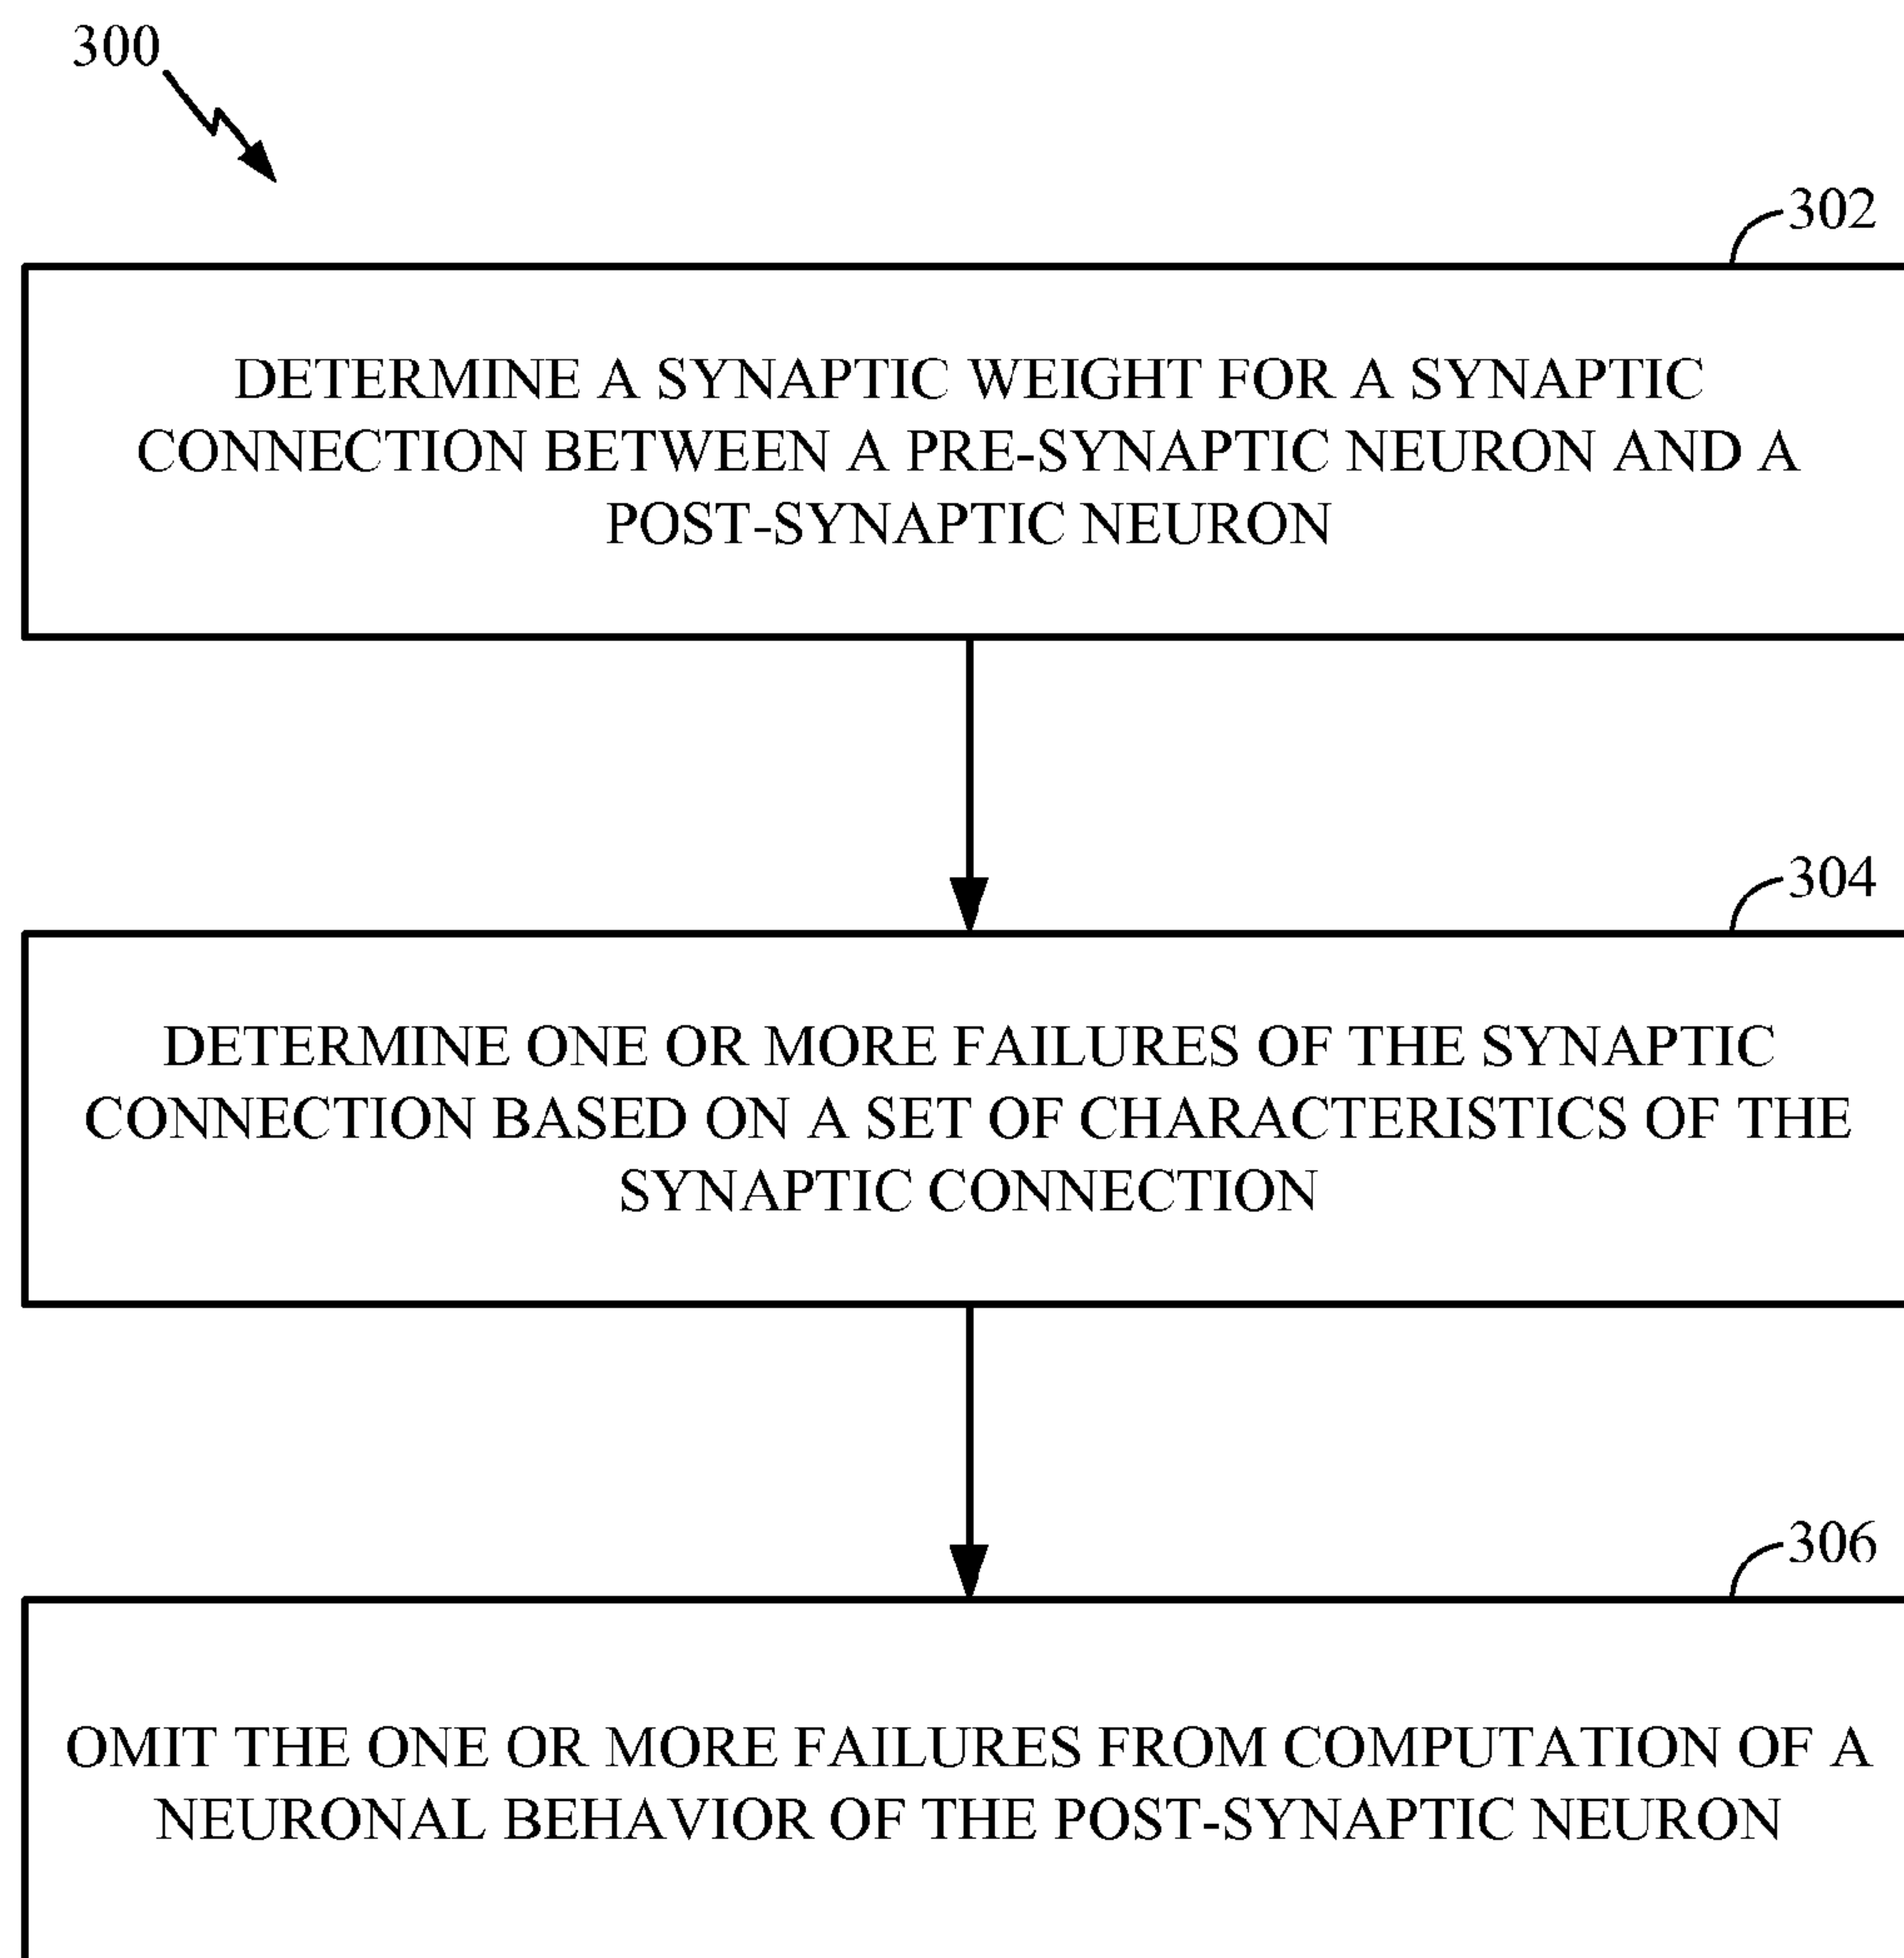 300
302
DETERMINE A SYNAPTIC WEIGHT FOR A SYNAPTIC
CONNECTION BETWEEN A PRE-SYNAPTIC NEURON AND A
POST-SYNAPTIC NEURON
304
DETERMINE ONE OR MORE FAILURES OF THE SYNAPTIC
CONNECTION BASED ON A SET OF CHARACTERISTICS OF THE
SYNAPTIC CONNECTION
306
OMIT THE ONE OR MORE FAILURES FROM COMPUTATION OF A
NEURONAL BEHAVIOR OF THE POST-SYNAPTIC NEURON